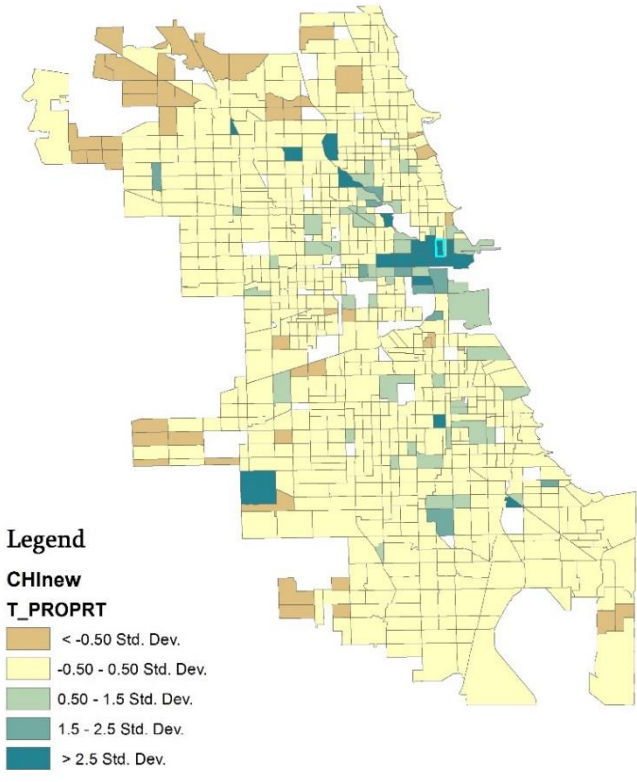 Legend
CHInew
T_PROPRT
< -0.50 Std. Dev.
-0.50 - 0.50 Std. Dev.
0.50 - 1.5 Std. Dev.
1.5 - 2.5 Std. Dev.
> 2.5 Std. Dev.